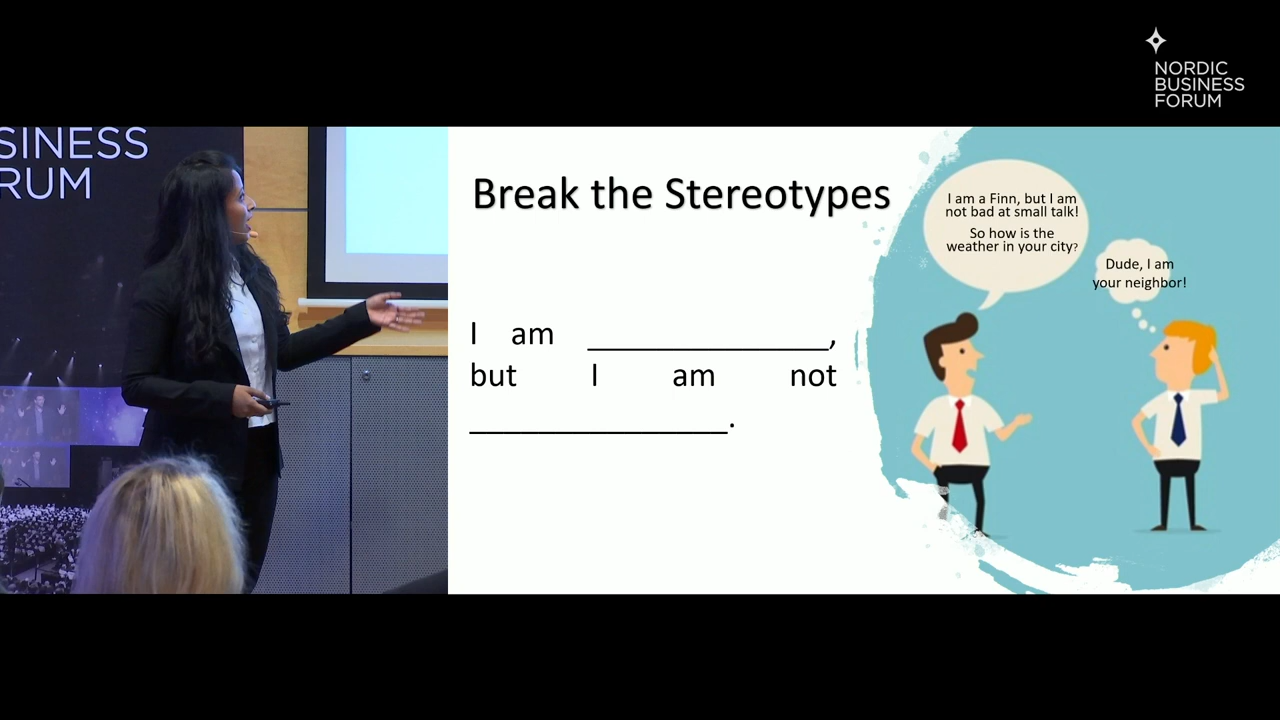 NORDIC
BUSINESS
FORUM
SINESS
RUM
Break the Stereotypes
I am ______________,
but I am not
_______________.
I am a Finn, but I am
not bad at small talk!
So how is the
weather in your city?
Dude, I am
your neighbor!